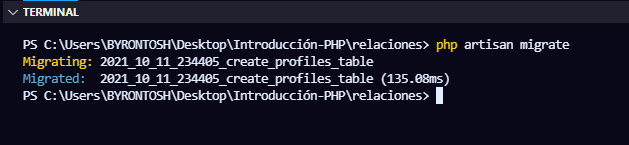 TERMINAL
PS C:\Users\BYRONTOSH\Desktop\Introducción-PHP\relaciones> php artisan migrate
Migrating: 2021_10_11_234405_create_profiles_table
Migrated:  2021_10_11_234405_create_profiles_table (135.08ms)
PS C:\Users\BYRONTOSH\Desktop\Introducción-PHP\relaciones>